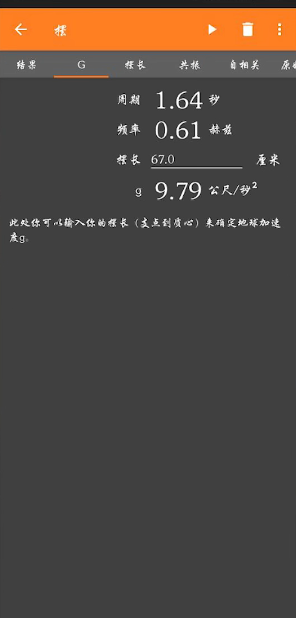 摆
结果 G 摆长 共振 自相关 原
周期 1.64 秒
频率 0.61 赫兹
摆长 67.0 厘米
g 9.79 公尺/秒²
此处你可以输入你的摆长（支点到质心）来确定地球加速
度g。